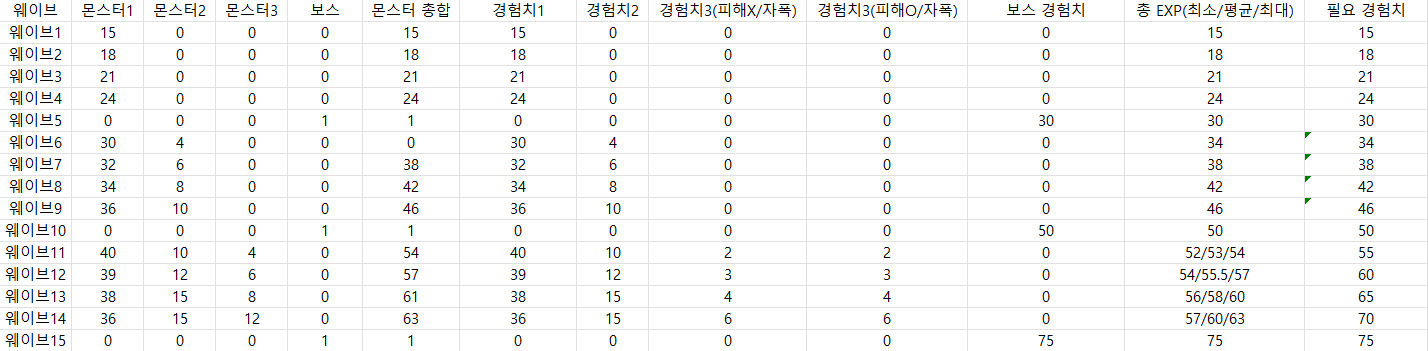 웨이브 몬스터1 몬스터2 몬스터3 보스 몬스터 총합 경험치1 경험치2 경험치3(피해X/자폭) 경험치3(피해O/자폭) 보스 경험치 총 EXP(최소/평균/최대) 필요 경험치
웨이브1 15 0 0 0 15 15 0 0 0 0 15 15
웨이브2 18 0 0 0 18 18 0 0 0 0 18 18
웨이브3 21 0 0 0 21 21 0 0 0 0 21 21
웨이브4 24 0 0 0 24 24 0 0 0 0 24 24
웨이브5 0 0 0 1 1 0 0 0 0 30 30 30
웨이브6 30 4 0 0 0 30 4 0 0 0 34 34
웨이브7 32 6 0 0 38 32 6 0 0 0 38 38
웨이브8 34 8 0 0 42 34 8 0 0 0 42 42
웨이브9 36 10 0 0 46 36 10 0 0 0 46 46
웨이브10 0 0 0 1 1 0 0 0 0 50 50 50
웨이브11 40 10 4 0 54 40 10 2 2 0 52/53/54 55
웨이브12 39 12 6 0 57 39 12 3 3 0 54/55.5/57 60
웨이브13 38 15 8 0 61 38 15 4 4 0 56/58/60 65
웨이브14 36 15 12 0 63 36 15 6 6 0 57/60/63 70
웨이브15 0 0 0 1 1 0 0 0 0 75 75 75